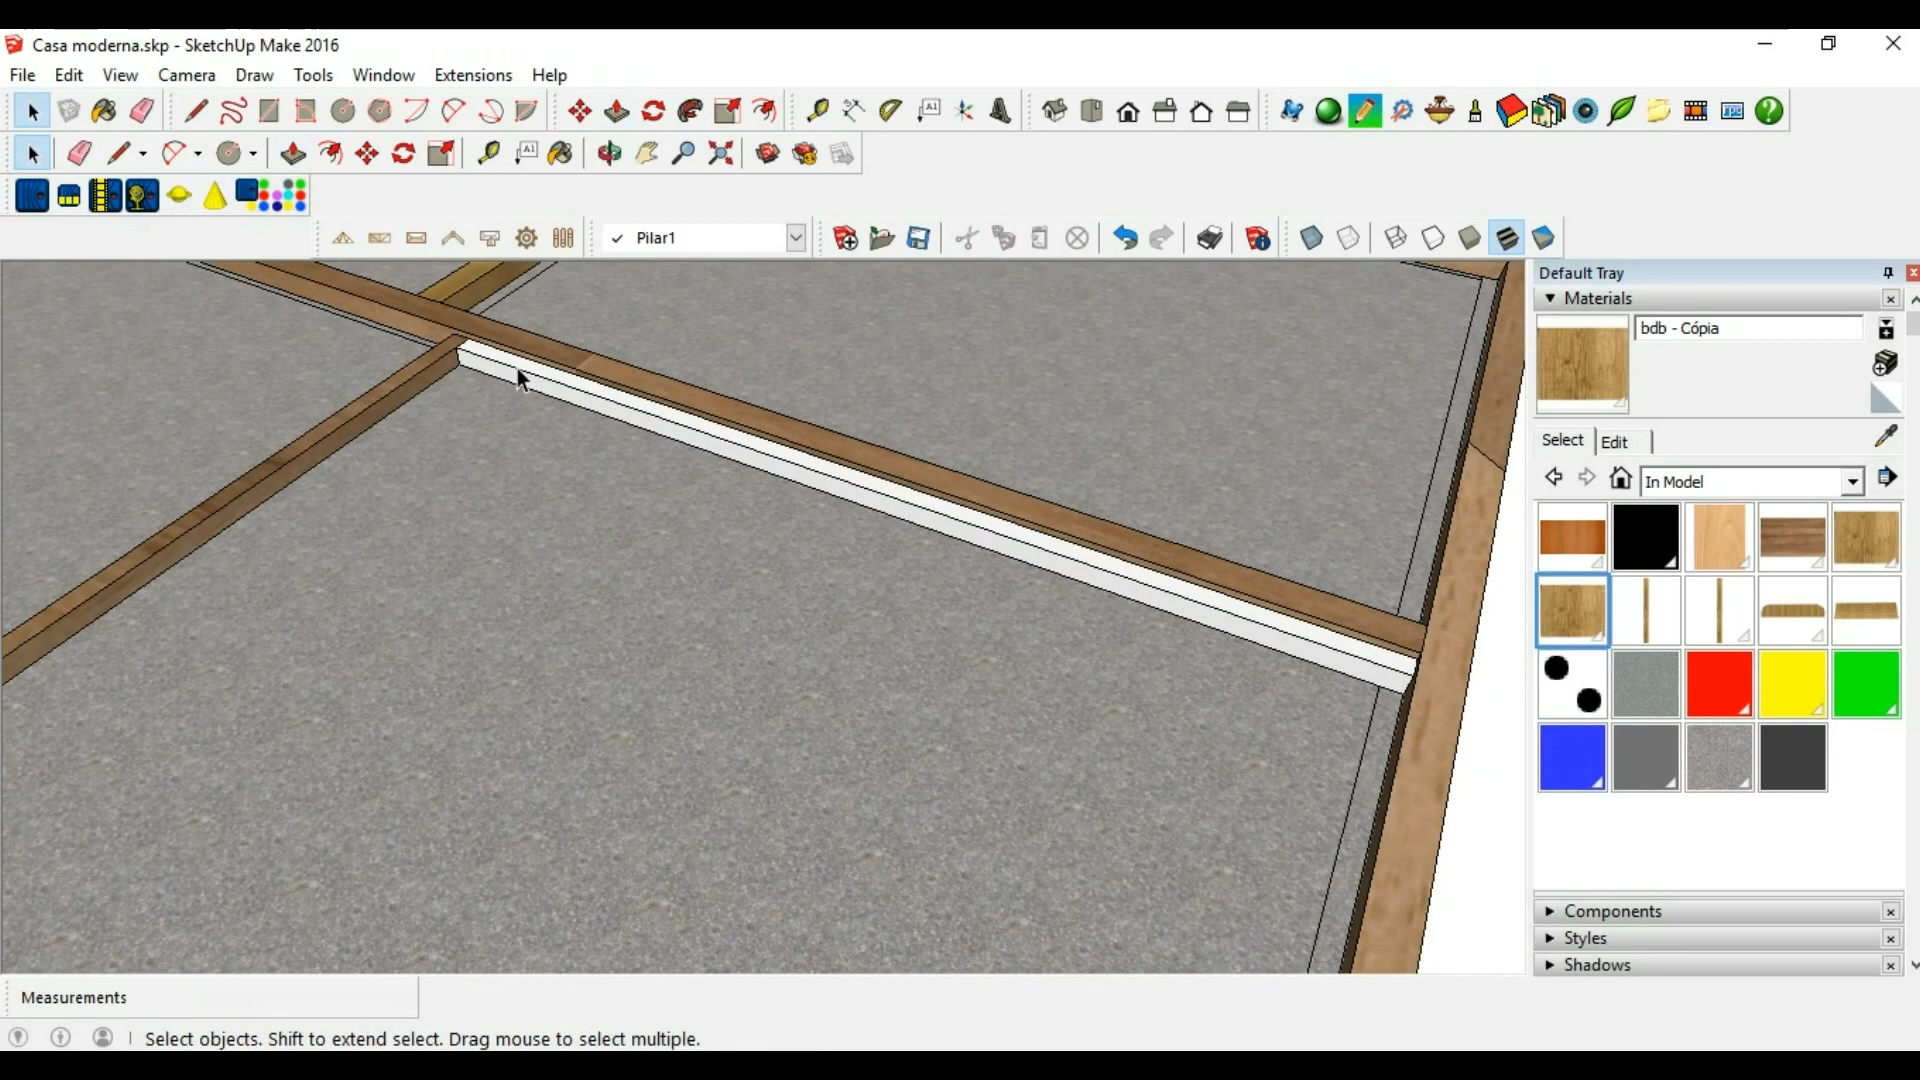 Casa moderna.skp - SketchUp Make 2016
File Edit View Camera Draw Tools Window Extensions Help
A1
A1
✓ Pilar1
Default Tray
Materials
bdb - Cópia
Select Edit
In Model
Components
Styles
Shadows
Measurements
Select objects. Shift to extend select. Drag mouse to select multiple.